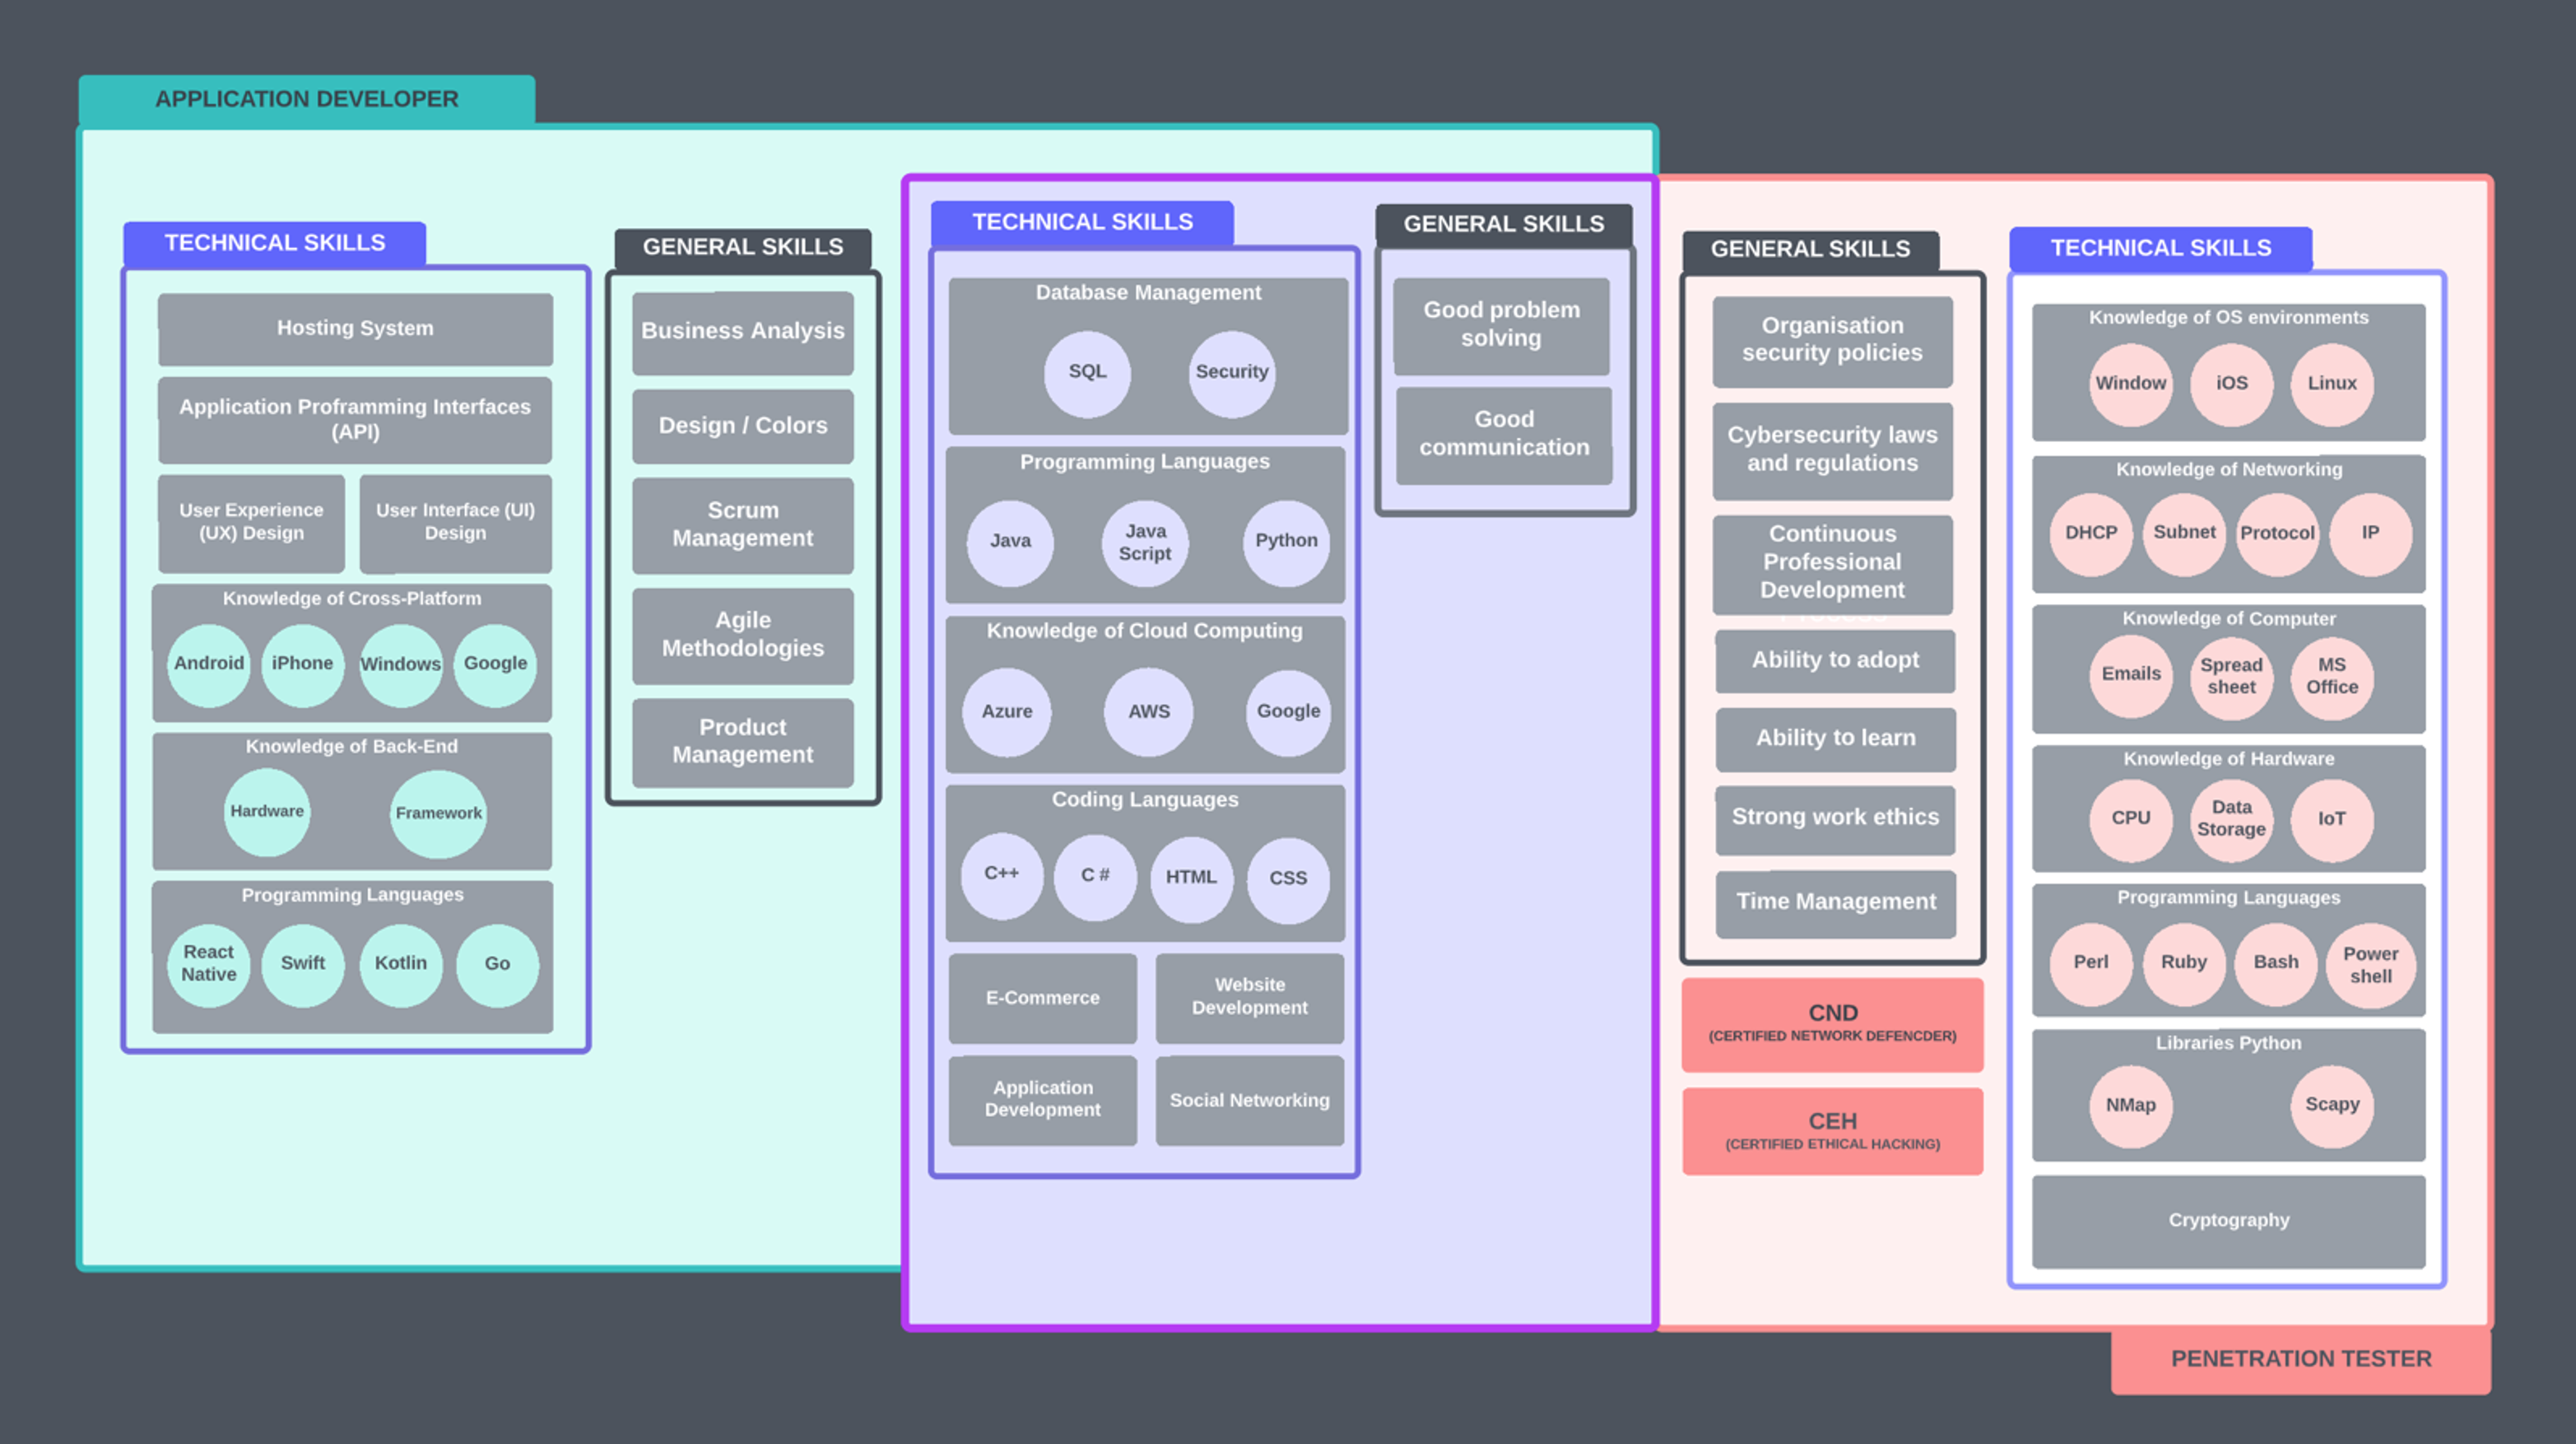 APPLICATION DEVELOPER
TECHNICAL SKILLS
Hosting System
Application Proframming Interfaces
(API)
User Experience
(UX) Design
User Interface (UI)
Design
Knowledge of Cross-Platform
Android
iPhone
Windows
Google
Knowledge of Back-End
Hardware
Framework
Programming Languages
React
Native
Swift
Kotlin
Go
GENERAL SKILLS
Business Analysis
Design / Colors
Scrum
Management
Agile
Methodologies
Product
Management
TECHNICAL SKILLS
Database Management
SQL
Security
Programming Languages
Java
Java
Script
Python
Knowledge of Cloud Computing
Azure
AWS
Google
Coding Languages
C++
C #
HTML
CSS
E-Commerce
Website
Development
Application
Development
Social Networking
GENERAL SKILLS
Good problem
solving
Good
communication
GENERAL SKILLS
Organisation
security policies
Cybersecurity laws
and regulations
Continuous
Professional
Development
Ability to adopt
Ability to learn
Strong work ethics
Time Management
CND
(CERTIFIED NETWORK DEFENCDER)
CEH
(CERTIFIED ETHICAL HACKING)
TECHNICAL SKILLS
Knowledge of OS environments
Window
iOS
Linux
Knowledge of Networking
DHCP
Subnet
Protocol
IP
Knowledge of Computer
Emails
Spread
sheet
MS
Office
Knowledge of Hardware
CPU
Data
Storage
IoT
Programming Languages
Perl
Ruby
Bash
Power
shell
Libraries Python
NMap
Scapy
Cryptography
PENETRATION TESTER